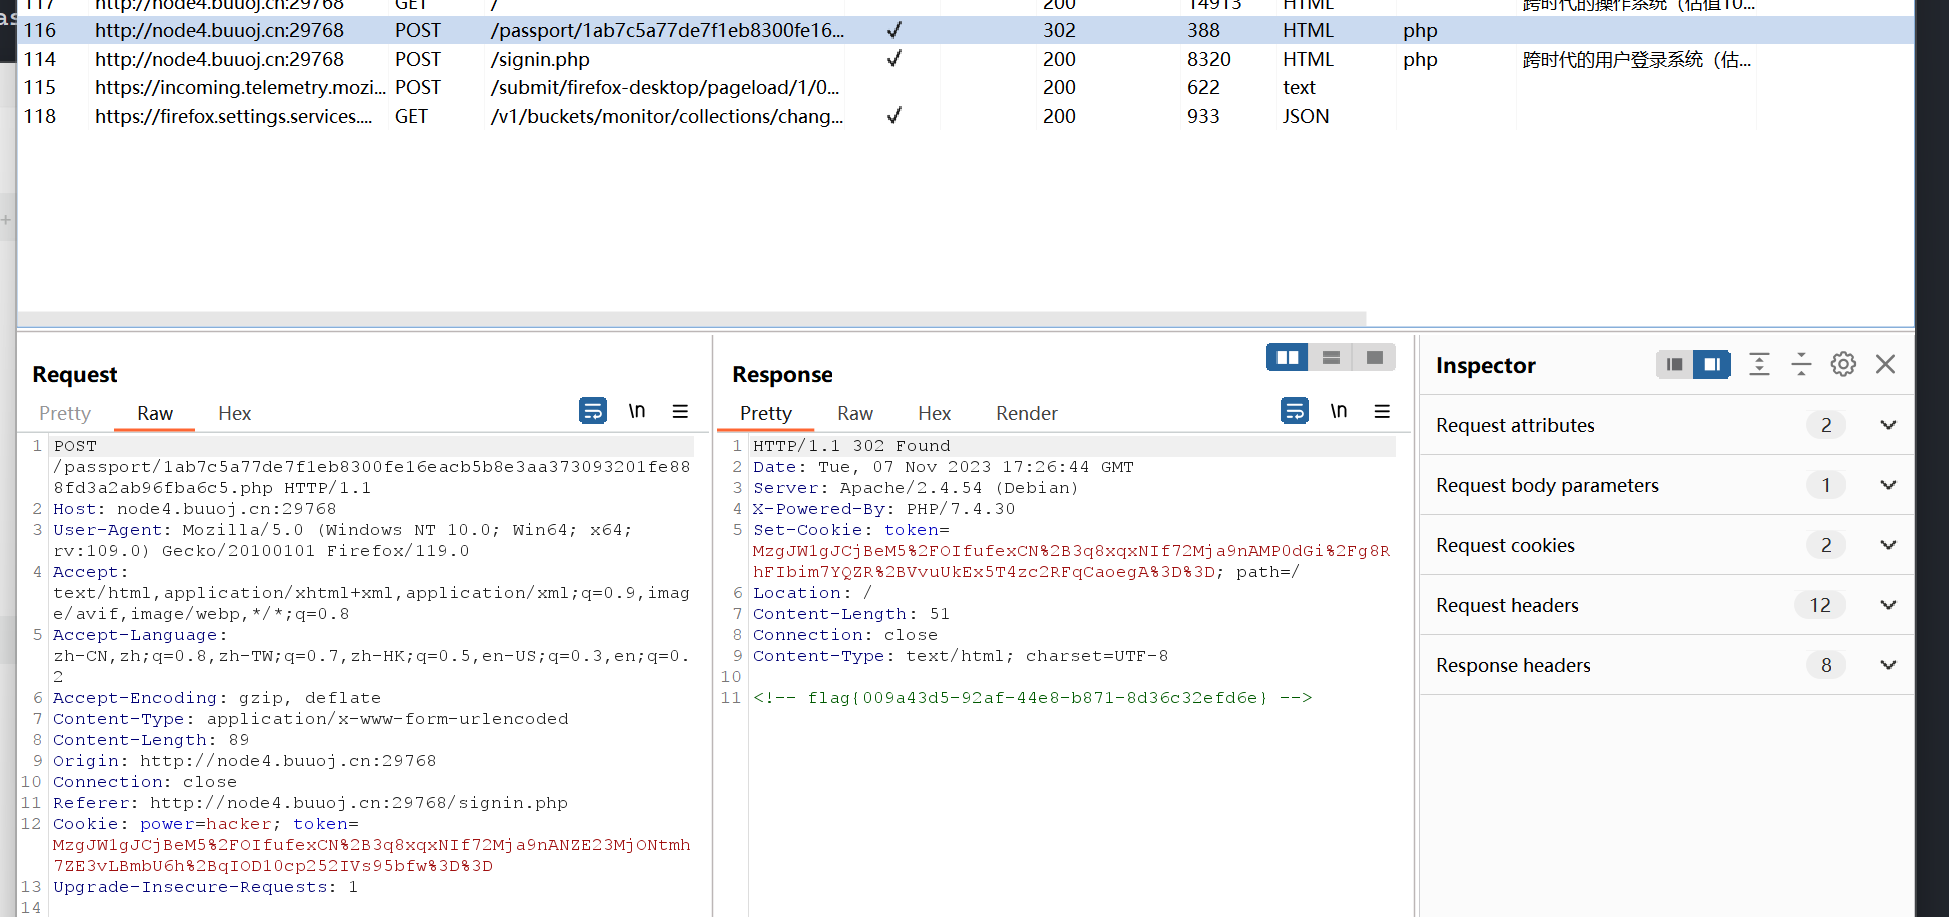 117 http://node4.buuoj.cn:29768 GET / 200 14913 HTML 跨时代的操作系统（估值10...
116 http://node4.buuoj.cn:29768 POST /passport/1ab7c5a77de7f1eb8300fe16... ✓ 302 388 HTML php
114 http://node4.buuoj.cn:29768 POST /signin.php ✓ 200 8320 HTML php 跨时代的用户登录系统（估...
115 https://incoming.telemetry.mozi... POST /submit/firefox-desktop/pageload/1/0... 200 622 text
118 https://firefox.settings.services.... GET /v1/buckets/monitor/collections/chang... ✓ 200 933 JSON
Request
Pretty Raw Hex \n
1 POST
/passport/1ab7c5a77de7f1eb8300fe16eacb5b8e3aa373093201fe88
8fd3a2ab96fba6c5.php HTTP/1.1
2 Host: node4.buuoj.cn:29768
3 User-Agent: Mozilla/5.0 (Windows NT 10.0; Win64; x64;
rv:109.0) Gecko/20100101 Firefox/119.0
4 Accept:
text/html,application/xhtml+xml,application/xml;q=0.9,imag
e/avif,image/webp,*/*;q=0.8
5 Accept-Language:
zh-CN,zh;q=0.8,zh-TW;q=0.7,zh-HK;q=0.5,en-US;q=0.3,en;q=0.
2
6 Accept-Encoding: gzip, deflate
7 Content-Type: application/x-www-form-urlencoded
8 Content-Length: 89
9 Origin: http://node4.buuoj.cn:29768
10 Connection: close
11 Referer: http://node4.buuoj.cn:29768/signin.php
12 Cookie: power=hacker; token=
MzgJWlgJCjBeM5%2FOIfufexCN%2B3q8xqxNIf72Mja9nANZE23MjONtmh
7ZE3vLBmbU6h%2BqIOD10cp252IVs95bfw%3D%3D
13 Upgrade-Insecure-Requests: 1
14
Response
Pretty Raw Hex Render \n
1 HTTP/1.1 302 Found
2 Date: Tue, 07 Nov 2023 17:26:44 GMT
3 Server: Apache/2.4.54 (Debian)
4 X-Powered-By: PHP/7.4.30
5 Set-Cookie: token=
MzgJWlgJCjBeM5%2FOIfufexCN%2B3q8xqxNIf72Mja9nAMP0dGi%2Fg8R
hFIbim7YQZR%2BVvuUkEx5T4zc2RFqCaoegA%3D%3D; path=/
6 Location: /
7 Content-Length: 51
8 Connection: close
9 Content-Type: text/html; charset=UTF-8
10
11 <!-- flag{009a43d5-92af-44e8-b871-8d36c32efd6e} -->
Inspector
Request attributes 2
Request body parameters 1
Request cookies 2
Request headers 12
Response headers 8